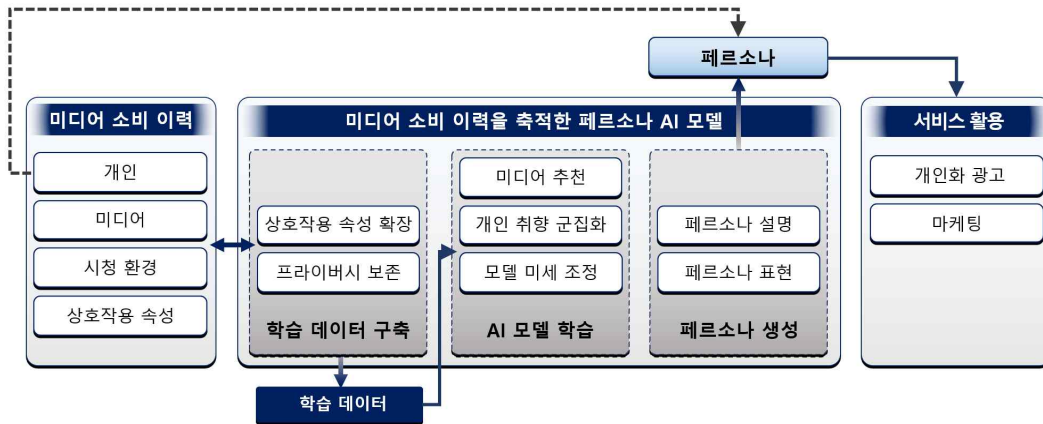 페르소나
미디어 소비 이력
개인
미디어
시청 환경
상호작용 속성
미디어 소비 이력을 축적한 페르소나 AI 모델
상호작용 속성 확장
프라이버시 보존
학습 데이터 구축
미디어 추천
개인 취향 군집화
모델 미세 조정
AI 모델 학습
페르소나 설명
페르소나 표현
페르소나 생성
서비스 활용
개인화 광고
마케팅
학습 데이터